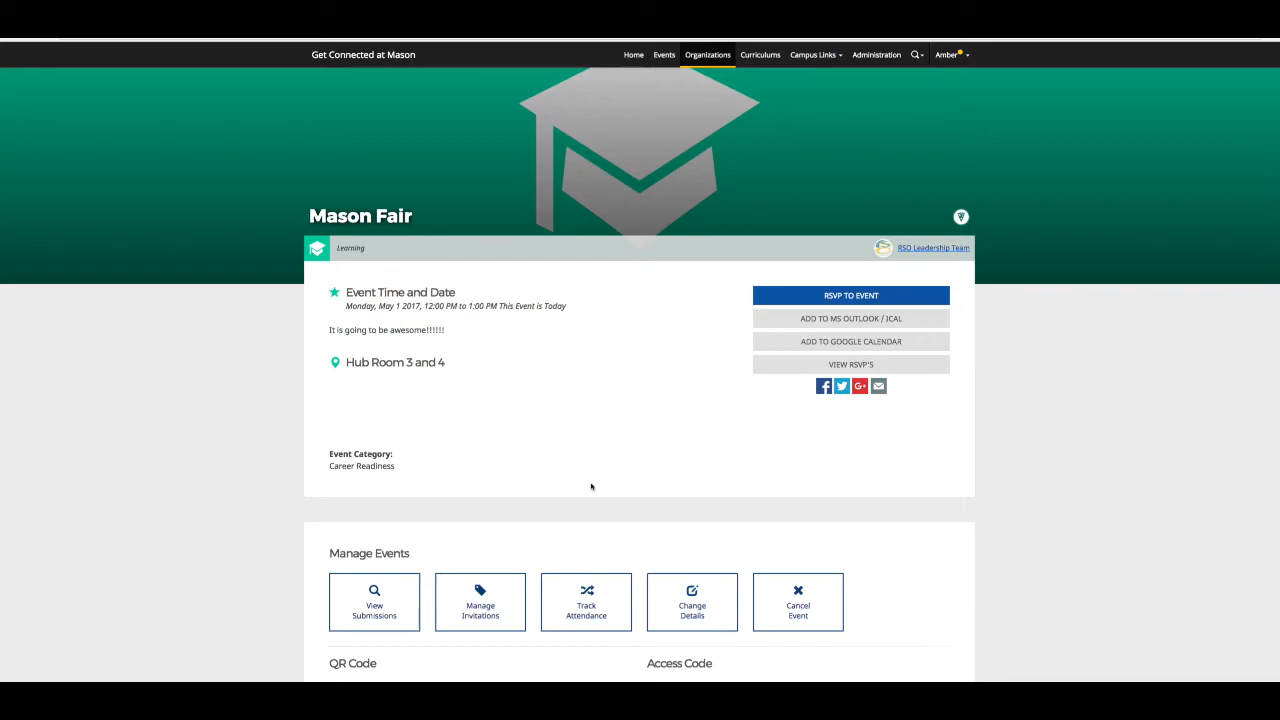 Get Connected at Mason
Home Events Organizations Curriculums Campus Links Administration Amber
Mason Fair
Learning
RSO Leadership Team
Event Time and Date
Monday, May 1 2017, 12:00 PM to 1:00 PM This Event is Today
It is going to be awesome!!!!!!
Hub Room 3 and 4
Event Category:
Career Readiness
RSVP TO EVENT
ADD TO MS OUTLOOK / ICAL
ADD TO GOOGLE CALENDAR
VIEW RSVP'S
Manage Events
View
Submissions
Manage
Invitations
Track
Attendance
Change
Details
Cancel
Event
QR Code
Access Code